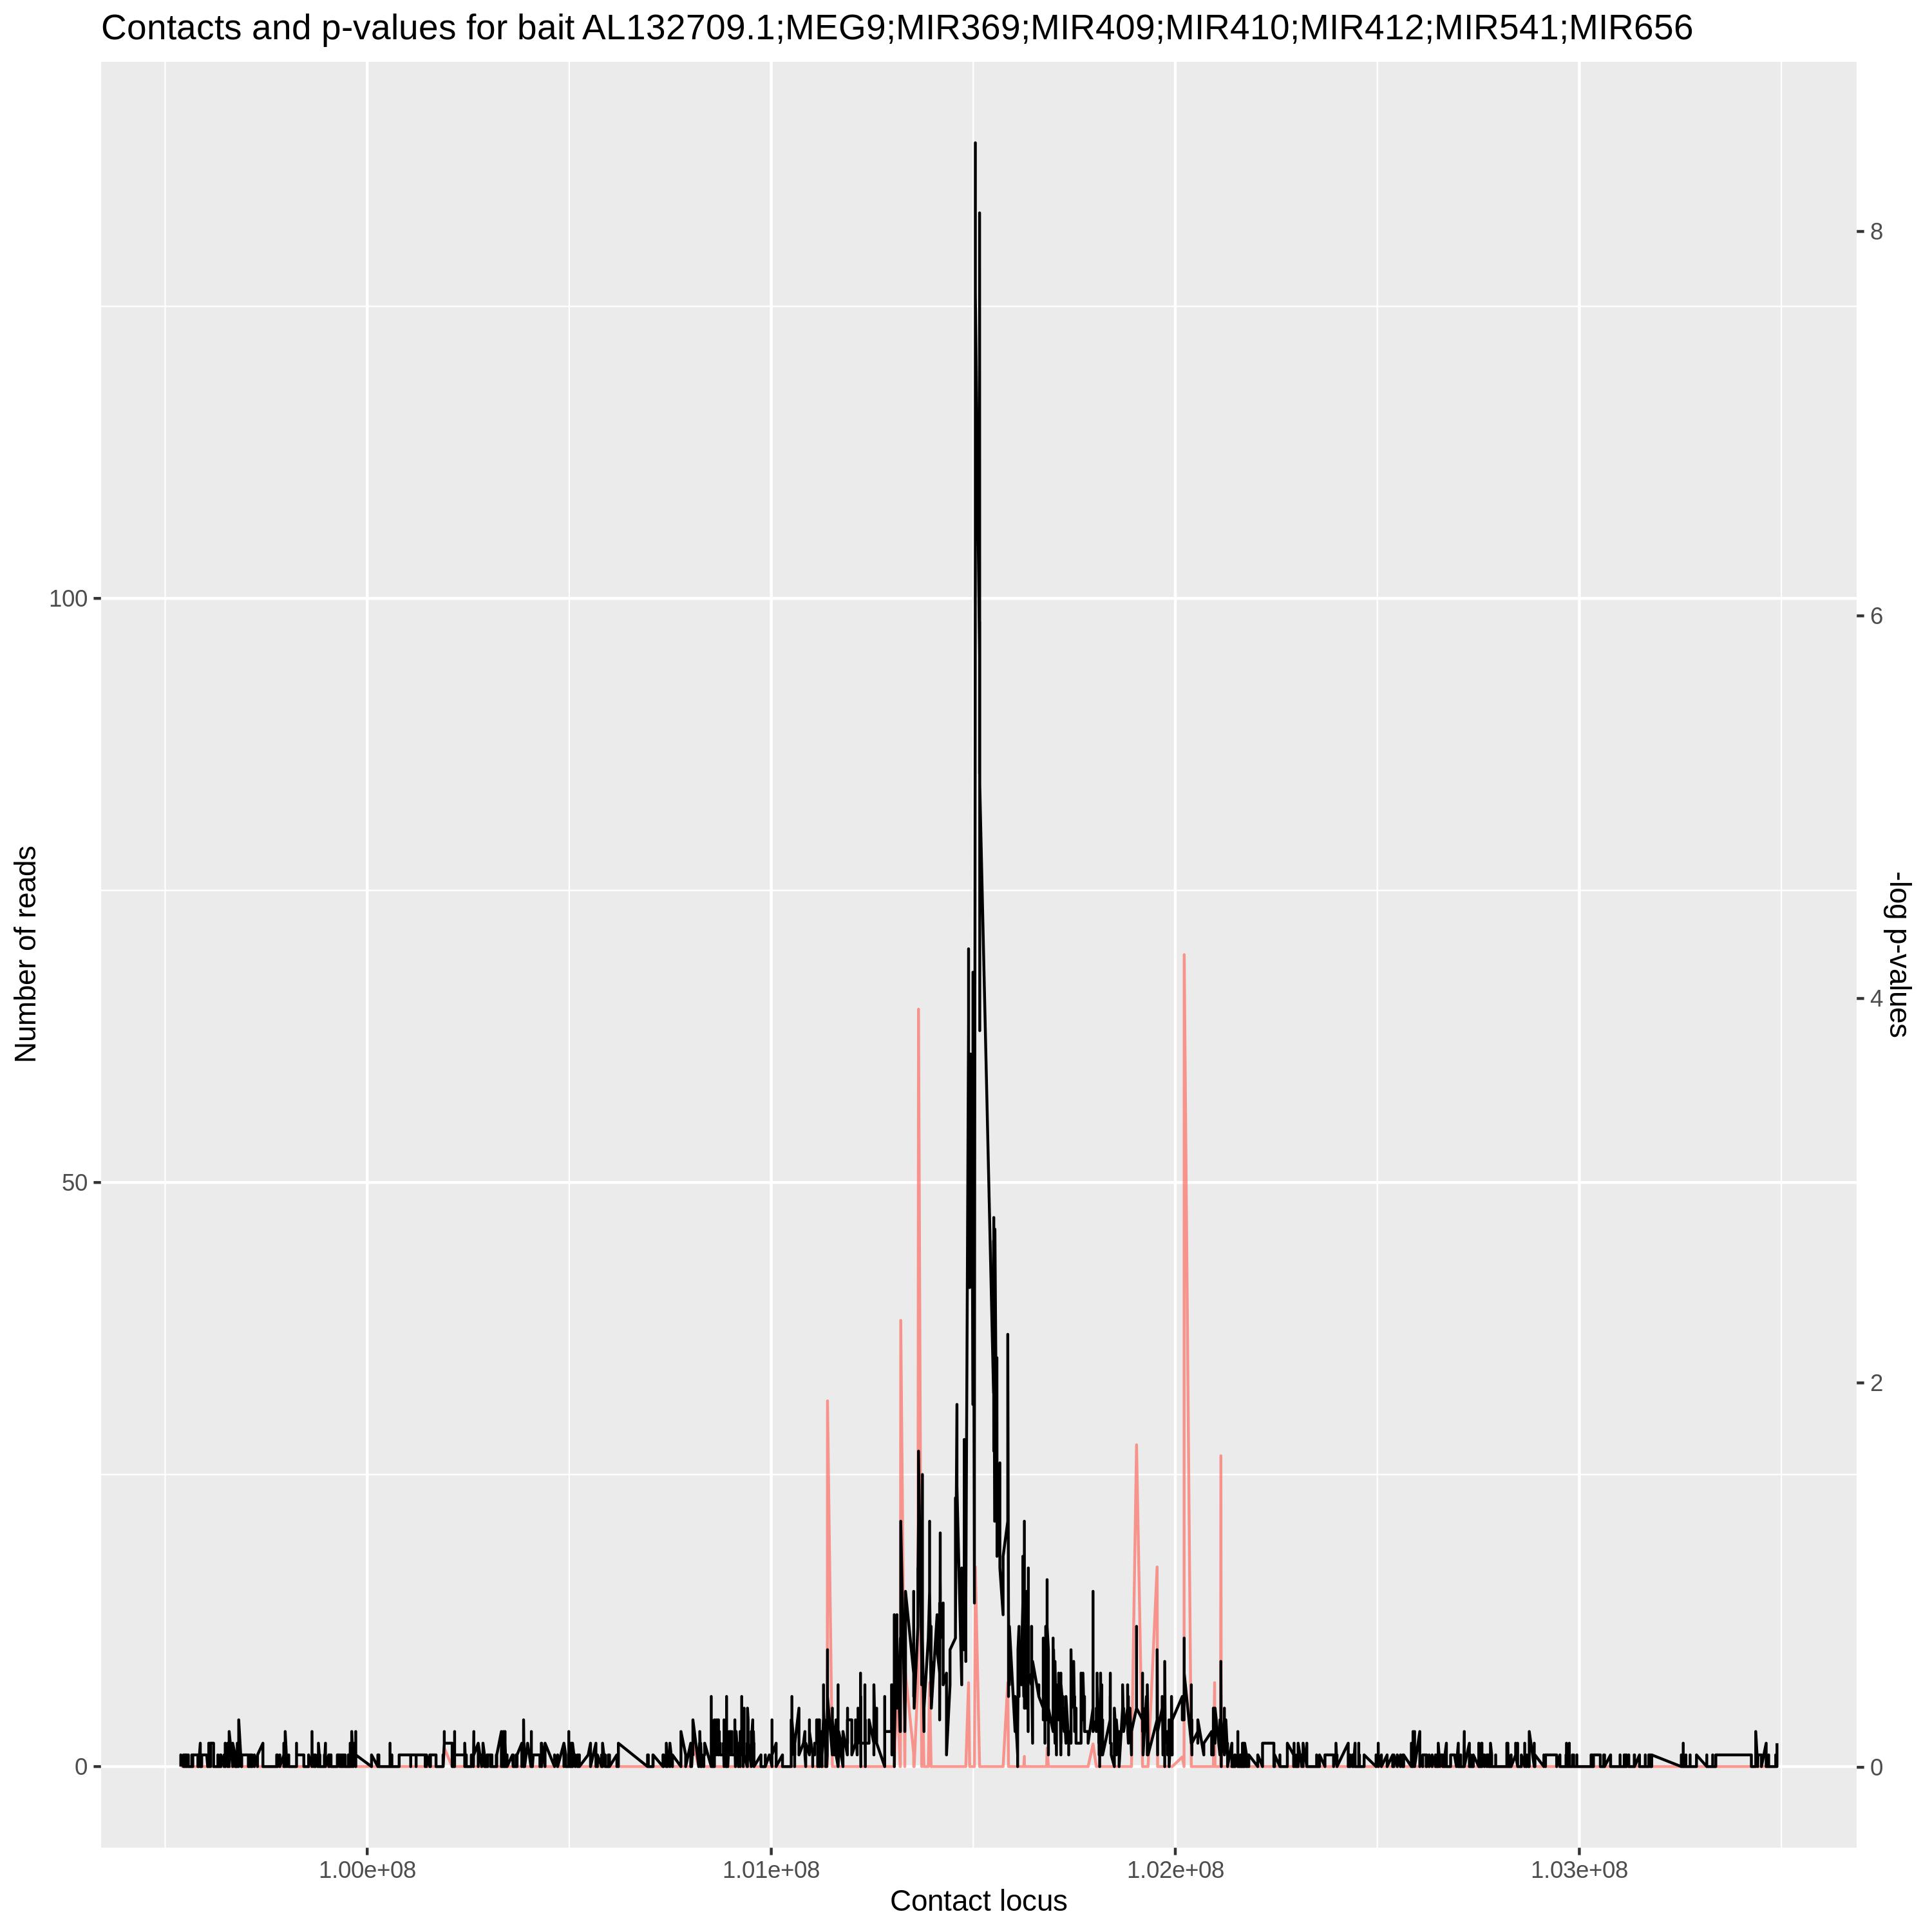 Contacts and p-values for bait AL132709.1;MEG9;MIR369;MIR409;MIR410;MIR412;MIR541;MIR656
Number of reads
100
50
0
8
6
4
2
0
-log p-values
1.00e+08
1.01e+08
1.02e+08
1.03e+08
Contact locus